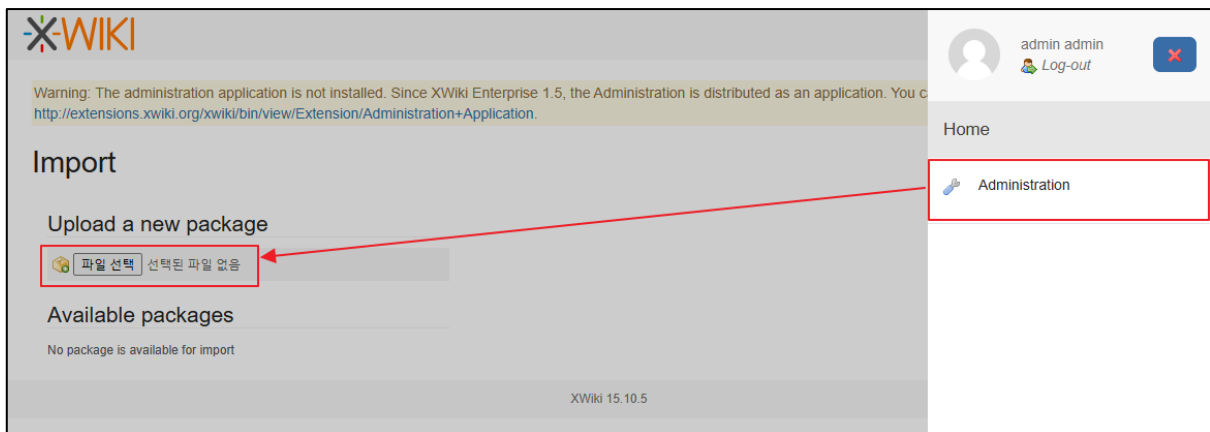 XWIKI
admin admin
Log-out
Warning: The administration application is not installed. Since XWiki Enterprise 1.5, the Administration is distributed as an application. You c
http://extensions.xwiki.org/xwiki/bin/view/Extension/Administration+Application.
Home
Import
Administration
Upload a new package
파일 선택 선택된 파일 없음
Available packages
No package is available for import
XWiki 15.10.5